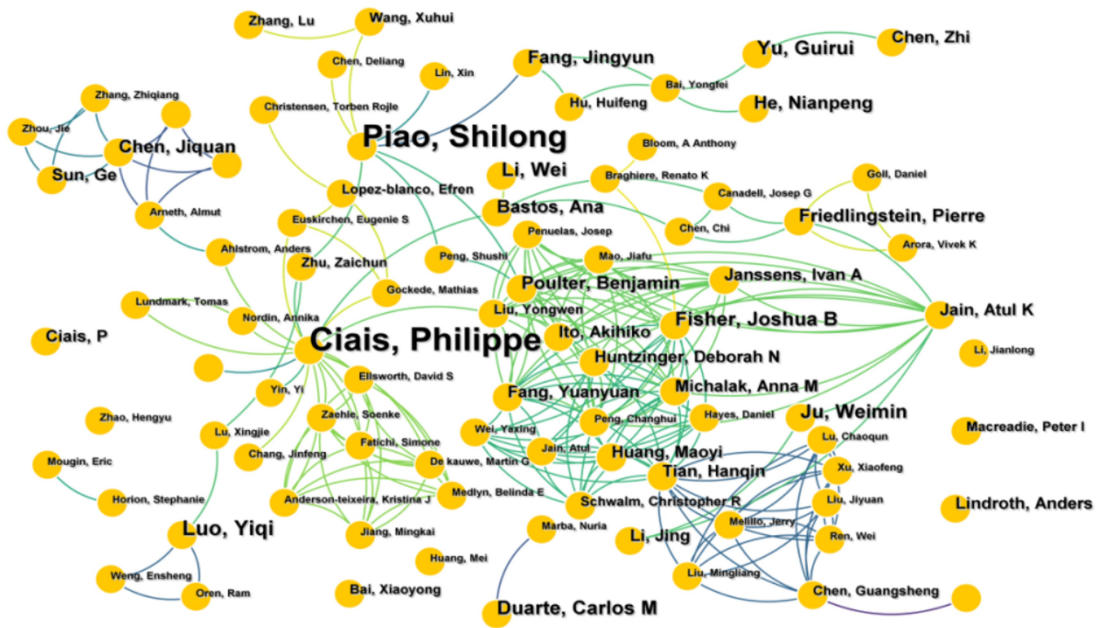 Zhang, Lu
Wang, Xuhui
Chen, Deliang
Lin, Xin
Fang, Jingyun
Yu, Guirui
Chen, Zhi
Bai, Yongfei
Hu, Huifeng
He, Nianpeng
Zhang, Zhiqiang
Christensen, Torben Rojle
Zhou, Jie
Chen, Jiquan
Piao, Shilong
Bloom, A Anthony
Sun, Ge
Li, Wei
Braghiere, Renato K
Goll, Daniel
Lopez-blanco, Efren
Canadell, Josep G
Arneth, Almut
Bastos, Ana
Friedlingstein, Pierre
Euskirchen, Eugenie S
Penuelas, Josep
Chen, Chi
Arora, Vivek K
Ahlstrom, Anders
Zhu, Zaichun
Peng, Shushi
Mao, Jiafu
Janssens, Ivan A
Gockede, Mathias
Poulter, Benjamin
Lundmark, Tomas
Liu, Yongwen
Jain, Atul K
Nordin, Annika
Fisher, Joshua B
Ciais, P
Ciais, Philippe
Ito, Akihiko
Li, Jianlong
Huntzinger, Deborah N
Ellsworth, David S
Yin, Yi
Fang, Yuanyuan
Michalak, Anna M
Zhao, Hengyu
Zaehle, Soenke
Peng, Changhui
Hayes, Daniel
Ju, Weimin
Lu, Xingjie
Fatichi, Simone
Wei, Yaxing
Lu, Chaoqun
Macreadie, Peter I
Chang, Jinfeng
Jain, Atul
Huang, Maoyi
Mougin, Eric
De kauwe, Martin G
Tian, Hanqin
Xu, Xiaofeng
Horion, Stephanie
Anderson-teixeira, Kristina J
Medlyn, Belinda E
Schwalm, Christopher R
Liu, Jiyuan
Lindroth, Anders
Luo, Yiqi
Jiang, Mingkai
Marba, Nuria
Melillo, Jerry
Li, Jing
Ren, Wei
Huang, Mei
Weng, Ensheng
Liu, Mingliang
Oren, Ram
Bai, Xiaoyong
Chen, Guangsheng
Duarte, Carlos M